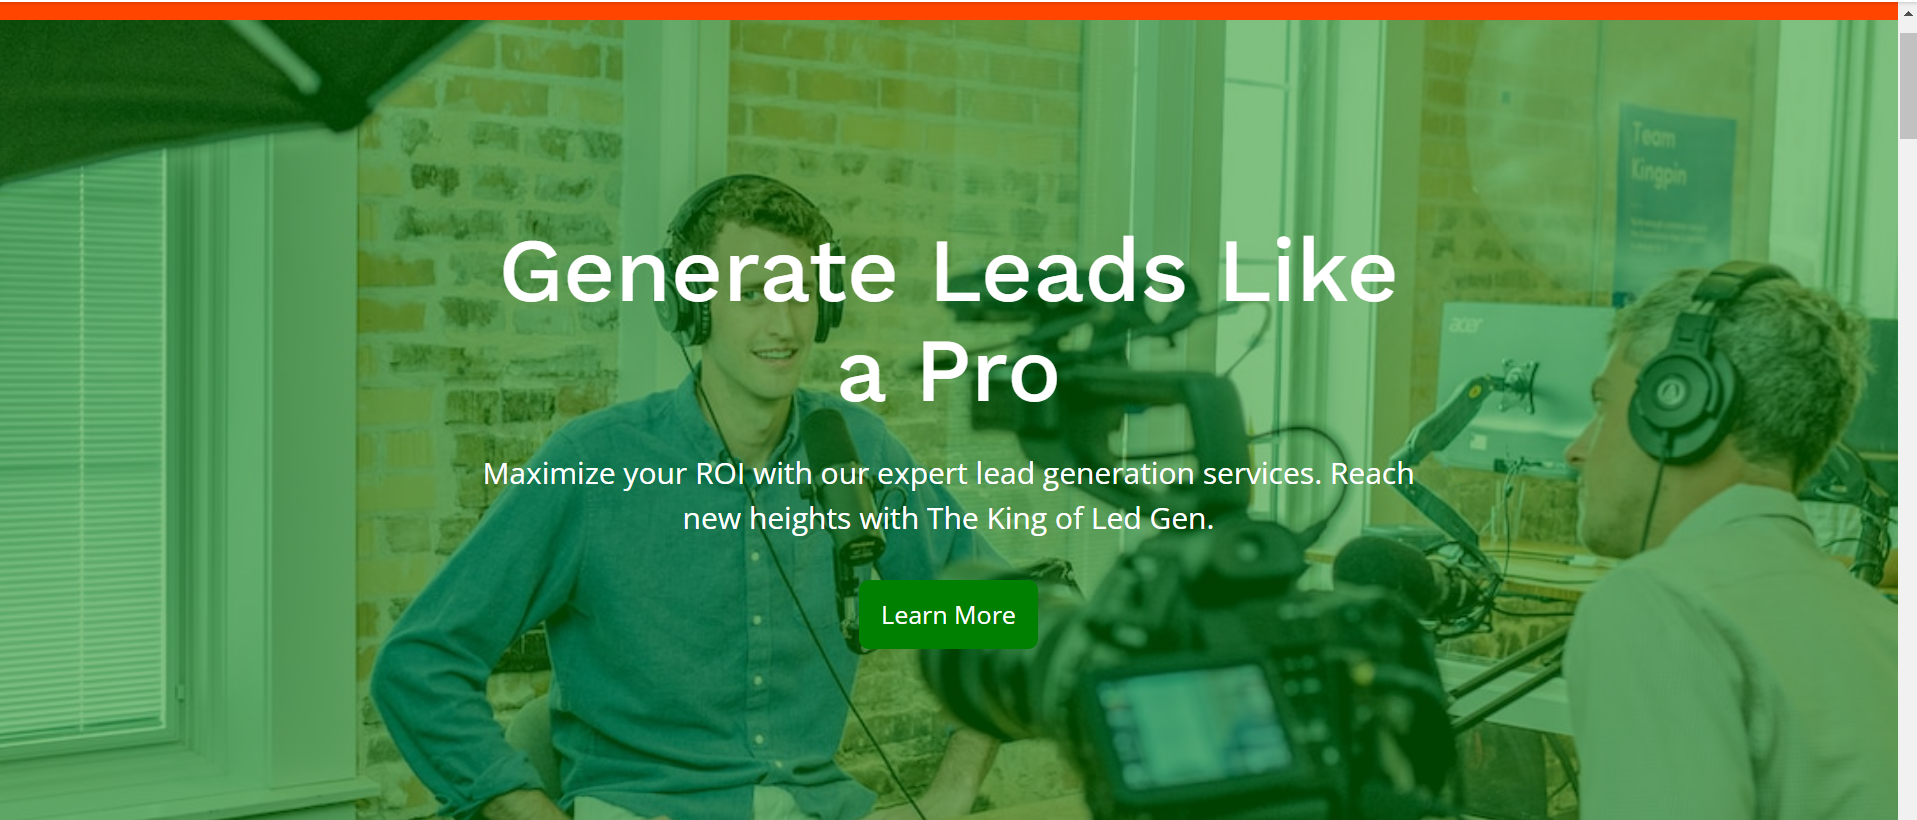 Team
Kingpin
Generate Leads Like
a Pro
acer
Maximize your ROI with our expert lead generation services. Reach
new heights with The King of Led Gen.
Learn More